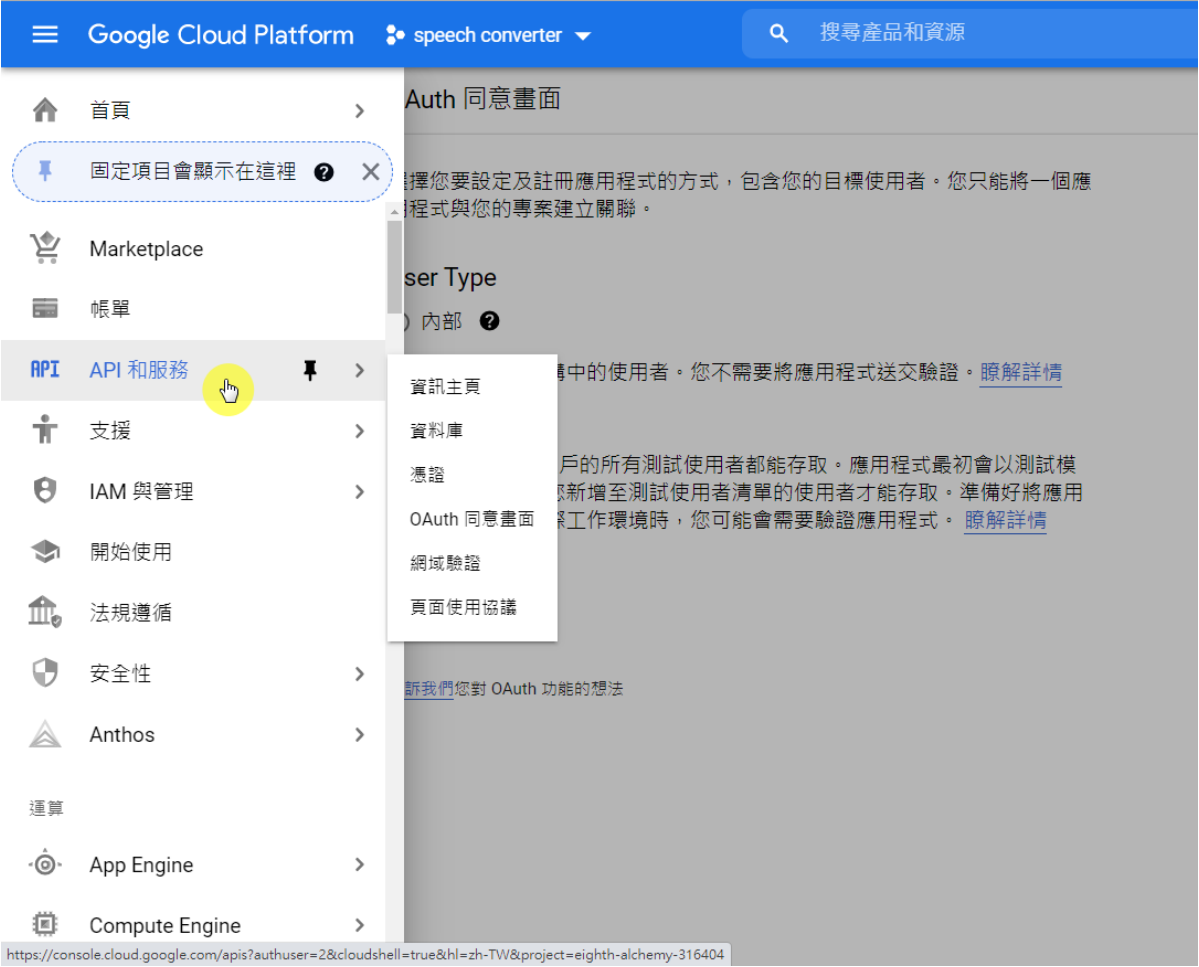 Google Cloud Platform
speech converter
搜尋產品和資源
首頁
固定項目會顯示在這裡
Marketplace
帳單
API API 和服務
支援
IAM 與管理
開始使用
法規遵循
安全性
Anthos
運算
App Engine
Compute Engine
資訊主頁
資料庫
憑證
OAuth 同意畫面
網域驗證
頁面使用協議
Auth 同意畫面
擇您要設定及註冊應用程式的方式，包含您的目標使用者。您只能將一個應
程式與您的專案建立關聯。
ser Type
內部
中的使用者。您不需要將應用程式送交驗證。瞭解詳情
戶的所有測試使用者都能存取。應用程式最初會以測試模
新增至測試使用者清單的使用者才能存取。準備好將應用
工作環境時，您可能會需要驗證應用程式。 瞭解詳情
訴我們您對 OAuth 功能的想法
https://console.cloud.google.com/apis?authuser=2&cloudshell=true&hl=zh-TW&project=eighth-alchemy-316404